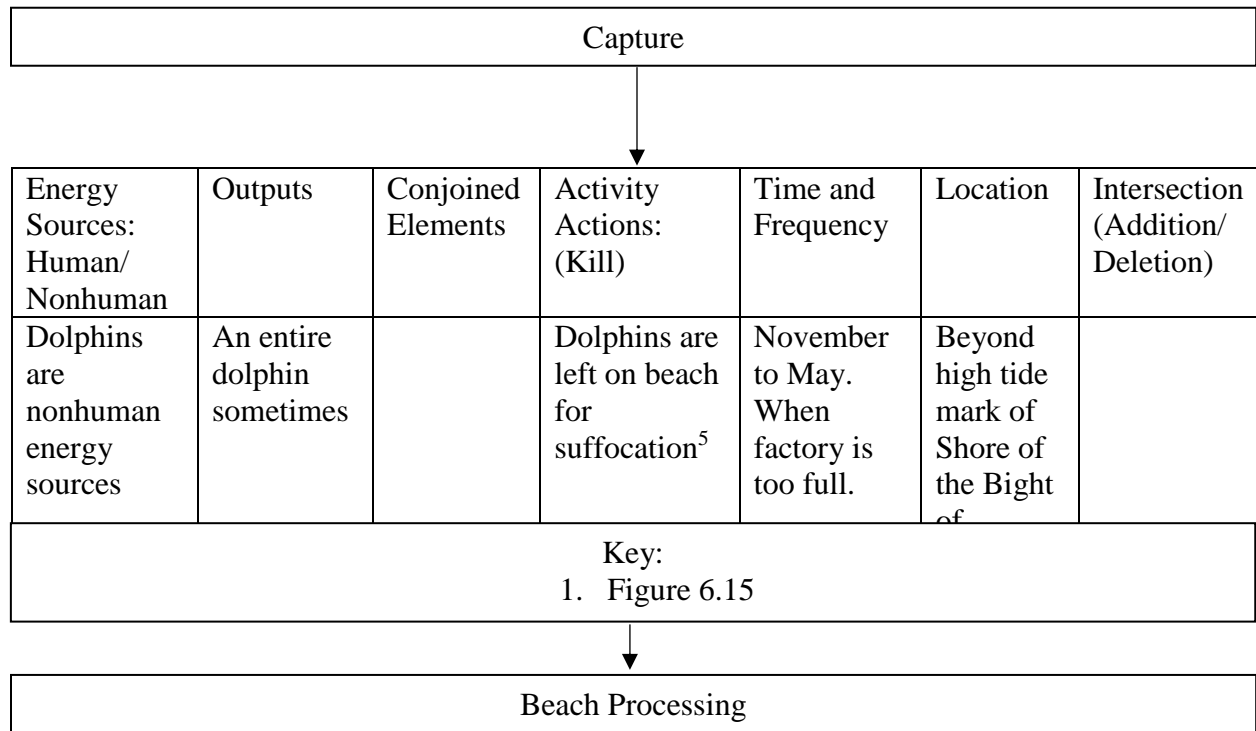 Capture
Energy
Sources:
Human/
Nonhuman
Outputs
Conjoined
Elements
Activity
Actions:
(Kill)
Time and
Frequency
Location
Intersection
(Addition/
Deletion)
Dolphins
are
nonhuman
energy
sources
An entire
dolphin
sometimes
Dolphins are
left on beach
for
suffocation⁵
November
to May.
When
factory is
too full.
Beyond
high tide
mark of
Shore of
the Bight
of
Key:
1. Figure 6.15
Beach Processing